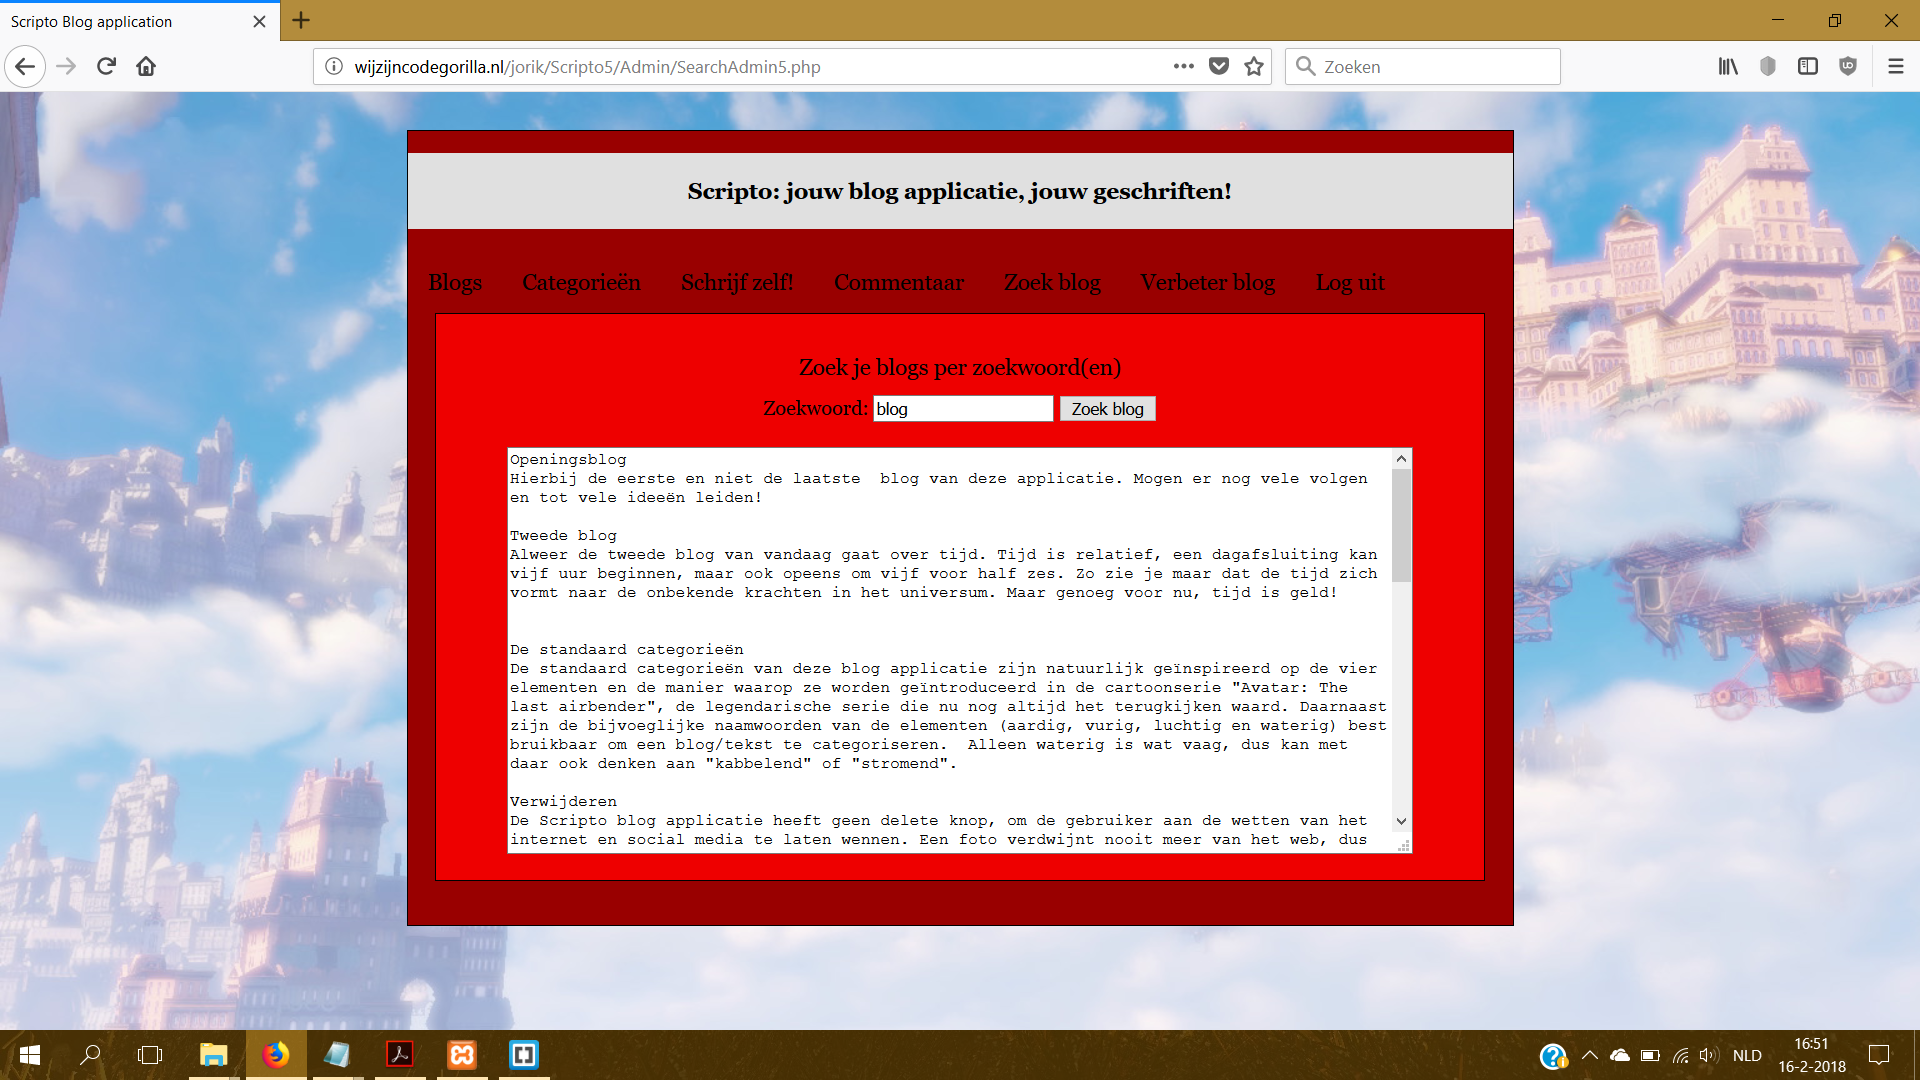 Scripto Blog application
wijzijncodegorilla.nl/jorik/Scripto5/Admin/SearchAdmin5.php
Zoeken
Scripto: jouw blog applicatie, jouw geschriften!
Blogs Categorieën Schrijf zelf! Commentaar Zoek blog Verbeter blog Log uit
Zoek je blogs per zoekwoord(en)
Zoekwoord: blog Zoek blog
Openingsblog
Hierbij de eerste en niet de laatste  blog van deze applicatie. Mogen er nog vele volgen
en tot vele ideeën leiden!
Tweede blog
Alweer de tweede blog van vandaag gaat over tijd. Tijd is relatief, een dagafsluiting kan
vijf uur beginnen, maar ook opeens om vijf voor half zes. Zo zie je maar dat de tijd zich
vormt naar de onbekende krachten in het universum. Maar genoeg voor nu, tijd is geld!
De standaard categorieën
De standaard categorieën van deze blog applicatie zijn natuurlijk geïnspireerd op de vier
elementen en de manier waarop ze worden geïntroduceerd in de cartoonserie "Avatar: The
last airbender", de legendarische serie die nu nog altijd het terugkijken waard. Daarnaast
zijn de bijvoeglijke naamwoorden van de elementen (aardig, vurig, luchtig en waterig) best
bruikbaar om een blog/tekst te categoriseren.  Alleen waterig is wat vaag, dus kan met
daar ook denken aan "kabbelend" of "stromend".
Verwijderen
De Scripto blog applicatie heeft geen delete knop, om de gebruiker aan de wetten van het
internet en social media te laten wennen. Een foto verdwijnt nooit meer van het web, dus
NLD
16:51
16-2-2018